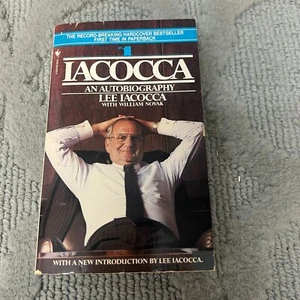 THE RECORD-BREAKING HARDCOVER BESTSELLER
FIRST TIME IN PAPERBACK
#1
IACOCCA
AN AUTOBIOGRAPHY
LEE IACOCCA
WITH WILLIAM NOVAK
WITH A NEW INTRODUCTION BY LEE IACOCCA.